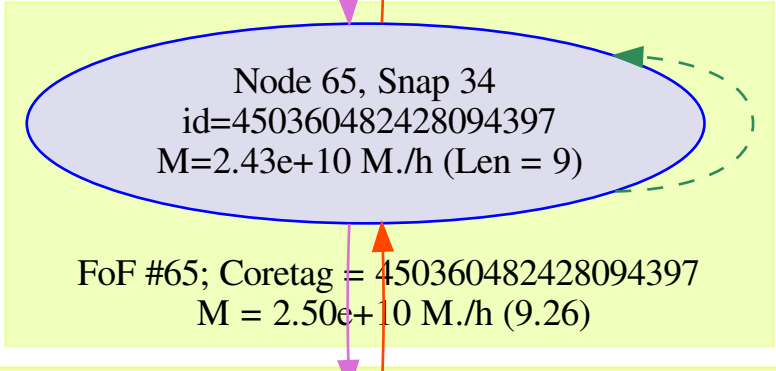 Node 65, Snap 34
id=450360482428094397
M=2.43e+10 M./h (Len = 9)
FoF #65; Coretag = 450360482428094397
M = 2.50e+10 M./h (9.26)